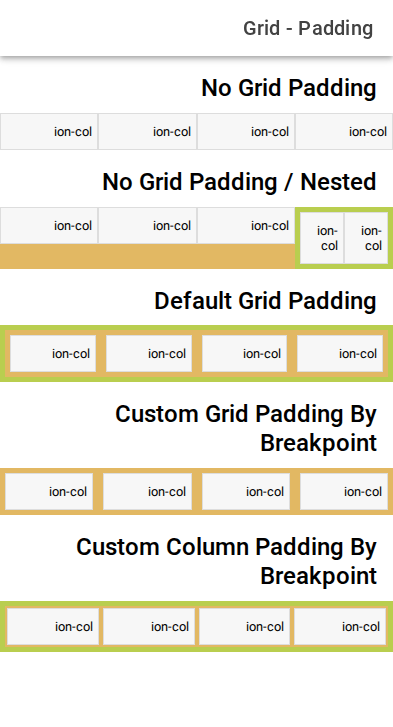 Grid - Padding
No Grid Padding
ion-col ion-col ion-col ion-col
No Grid Padding / Nested
ion-col ion-col ion-col
ion-
col
ion-
col
Default Grid Padding
ion-col ion-col ion-col ion-col
Custom Grid Padding By
Breakpoint
ion-col ion-col ion-col ion-col
Custom Column Padding By
Breakpoint
ion-col ion-col ion-col ion-col